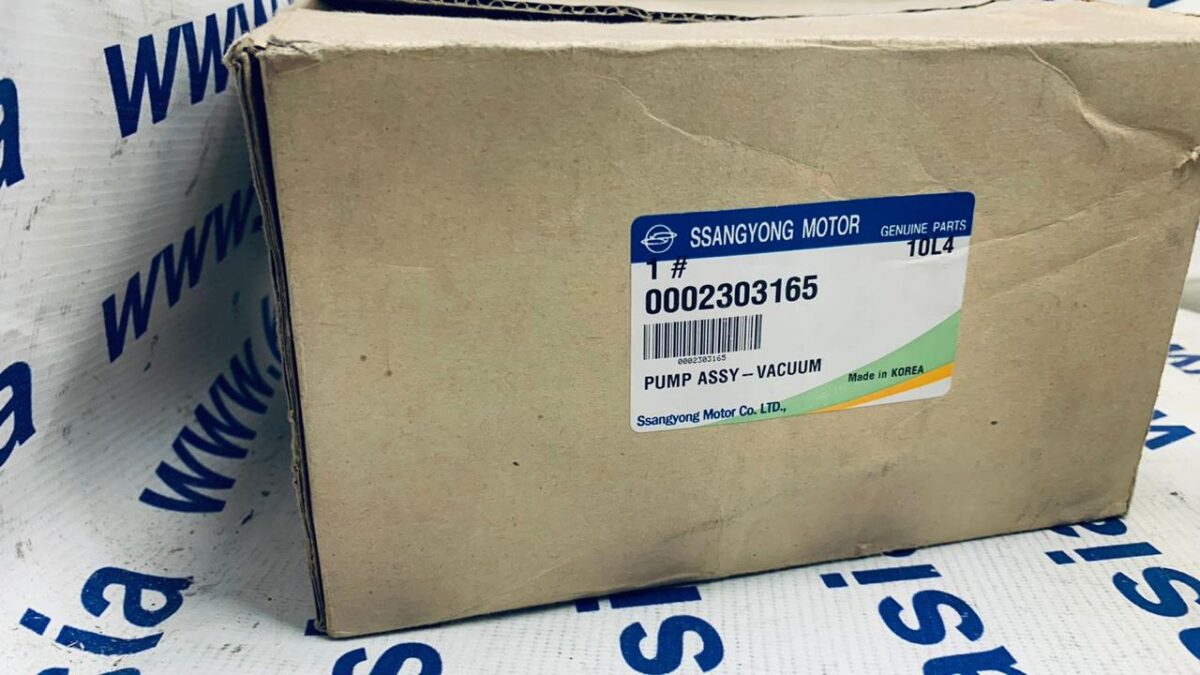 SSANGYONG MOTOR GENUINE PARTS
1 # 10L4
0002303165
0002303165
PUMP ASSY-VACUUM Made in KOREA
Ssangyong Motor Co. LTD.,